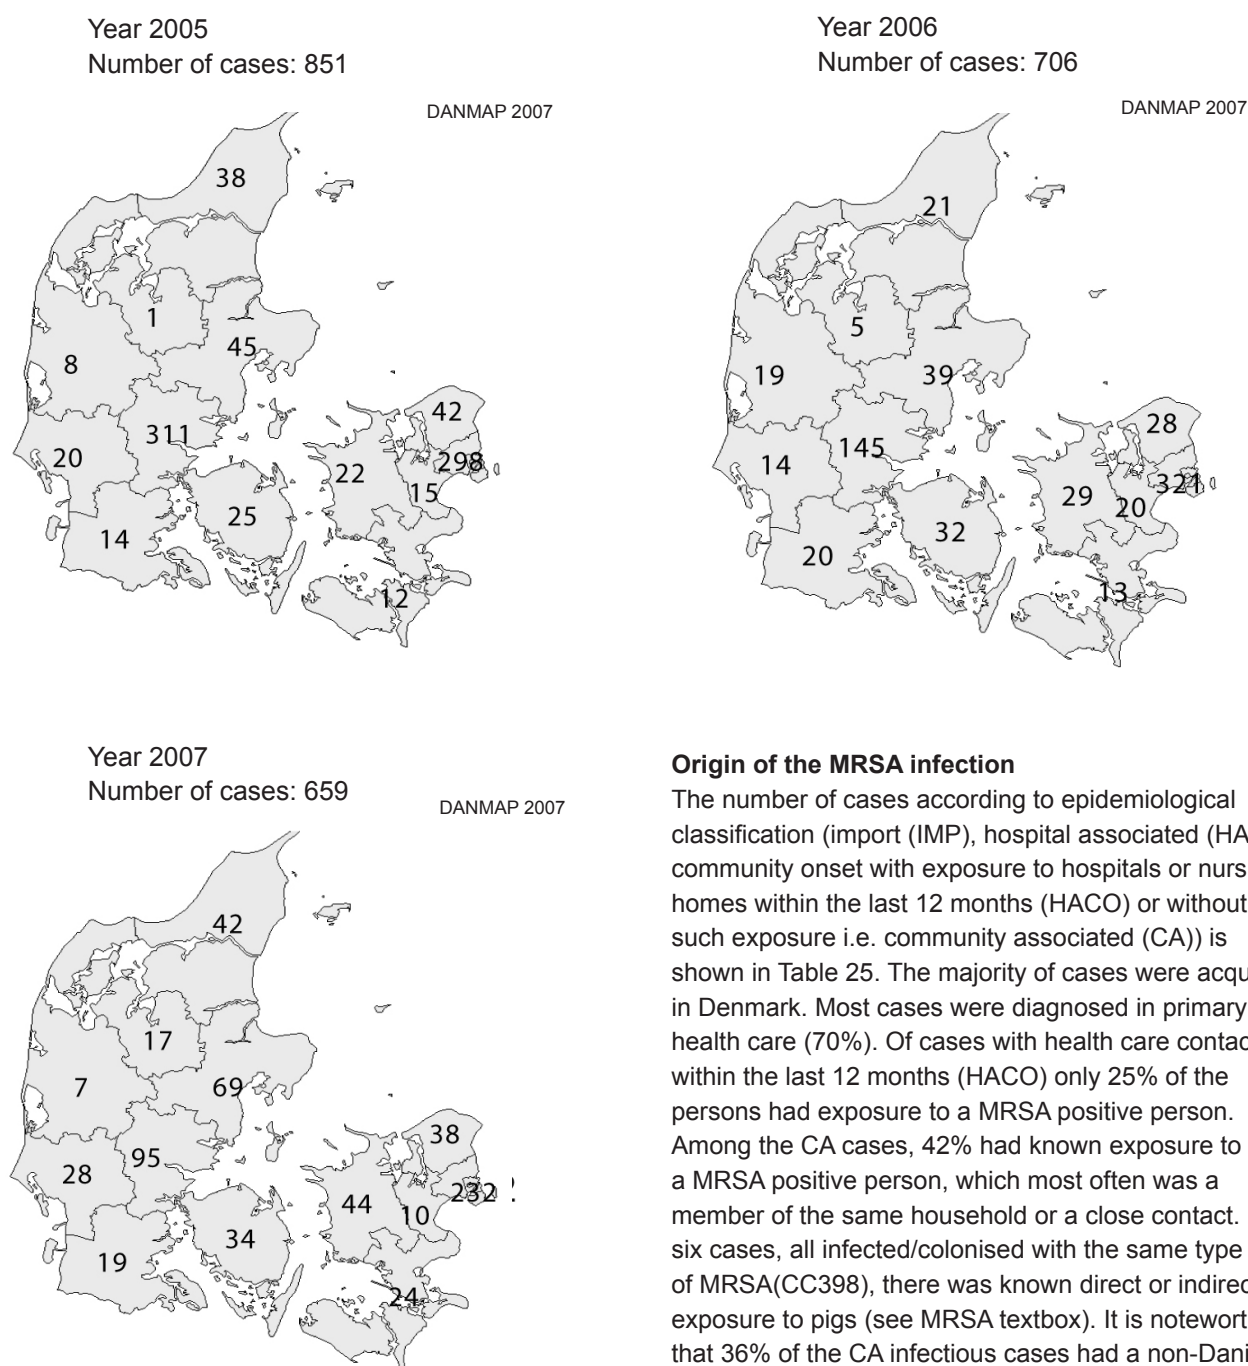 Year 2005
Number of cases: 851
DANMAP 2007
38
1
45
8
42
311
298
20
22
15
25
14
12
Year 2006
Number of cases: 706
DANMAP 2007
21
5
19
39
28
145
14
321
29
20
32
20
13
Year 2007
Number of cases: 659
DANMAP 2007
42
17
7
69
38
95
28
232
44
10
34
19
24
Origin of the MRSA infection
The number of cases according to epidemiological
classification (import (IMP), hospital associated (HA
community onset with exposure to hospitals or nurs
homes within the last 12 months (HACO) or without
such exposure i.e. community associated (CA)) is
shown in Table 25. The majority of cases were acqu
in Denmark. Most cases were diagnosed in primary
health care (70%). Of cases with health care contac
within the last 12 months (HACO) only 25% of the
persons had exposure to a MRSA positive person.
Among the CA cases, 42% had known exposure to
a MRSA positive person, which most often was a
member of the same household or a close contact.
six cases, all infected/colonised with the same type
of MRSA(CC398), there was known direct or indirec
exposure to pigs (see MRSA textbox). It is notewort
that 36% of the CA infectious cases had a non-Dani